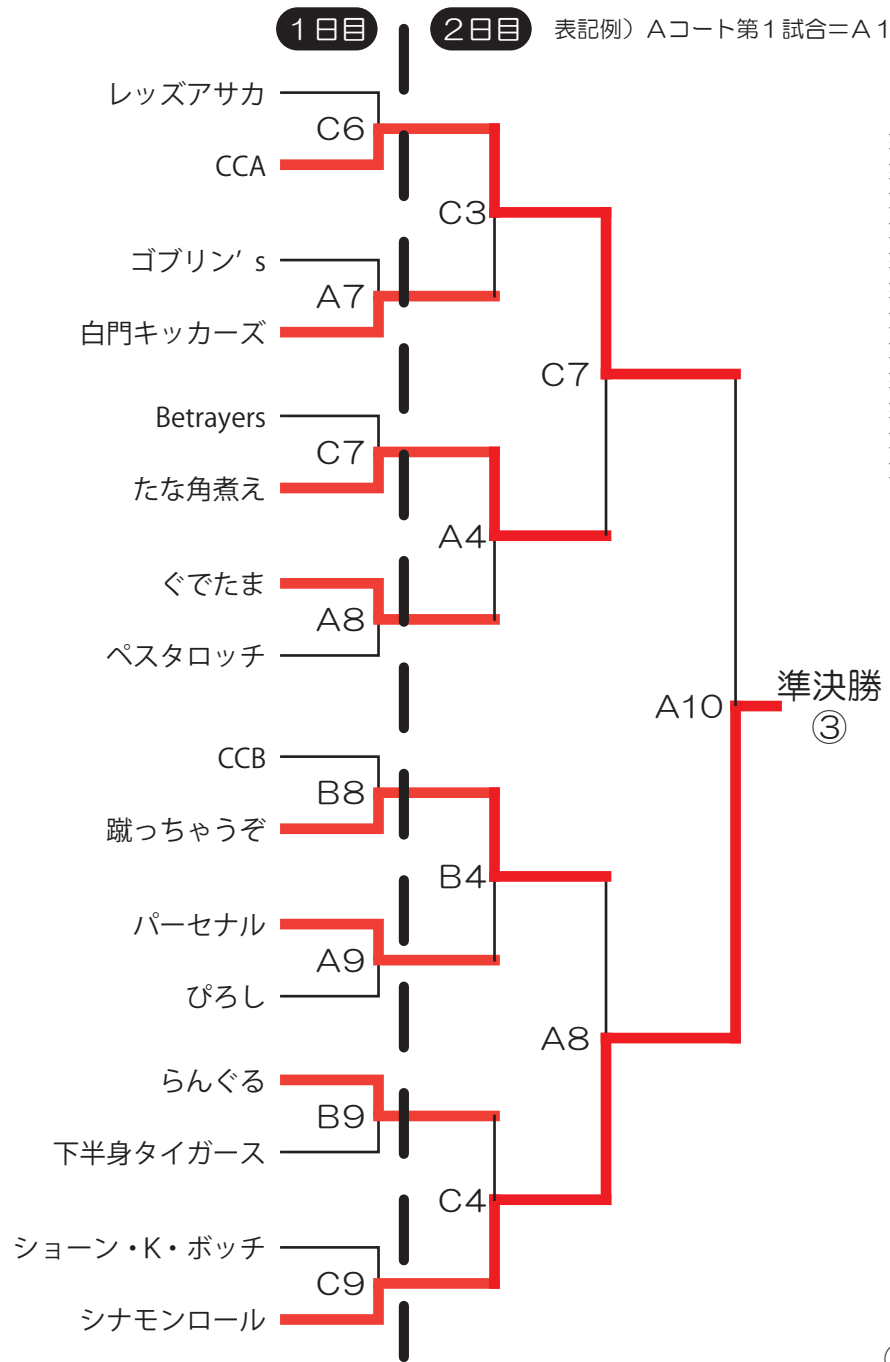 1日目
2日目
表記例）Aコート第1試合＝A1
レッズアサカ
C6
CCA
C3
ゴブリン’s
A7
白門キッカーズ
C7
Betrayers
C7
たな角煮え
A4
ぐでたま
A8
ペスタロッチ
A10
準決勝
③
CCB
B8
蹴っちゃうぞ
B4
パーセナル
A9
ぴろし
A8
らんぐる
B9
下半身タイガース
C4
ショーン・K・ボッチ
C9
シナモンロール